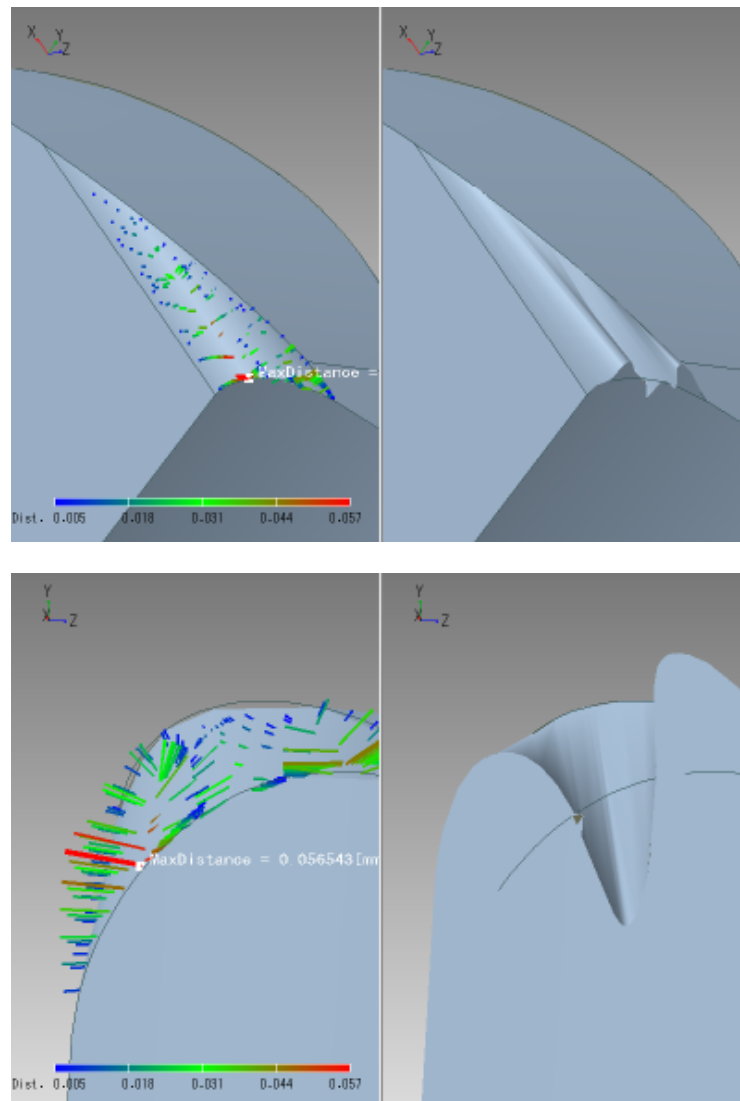 X Y Z
X Y Z
MaxDistance =
Dist. 0.005 0.018 0.031 0.044 0.057
Y X Z
Y X Z
MaxDistance = 0.056543[mm
Dist. 0.005 0.018 0.031 0.044 0.057